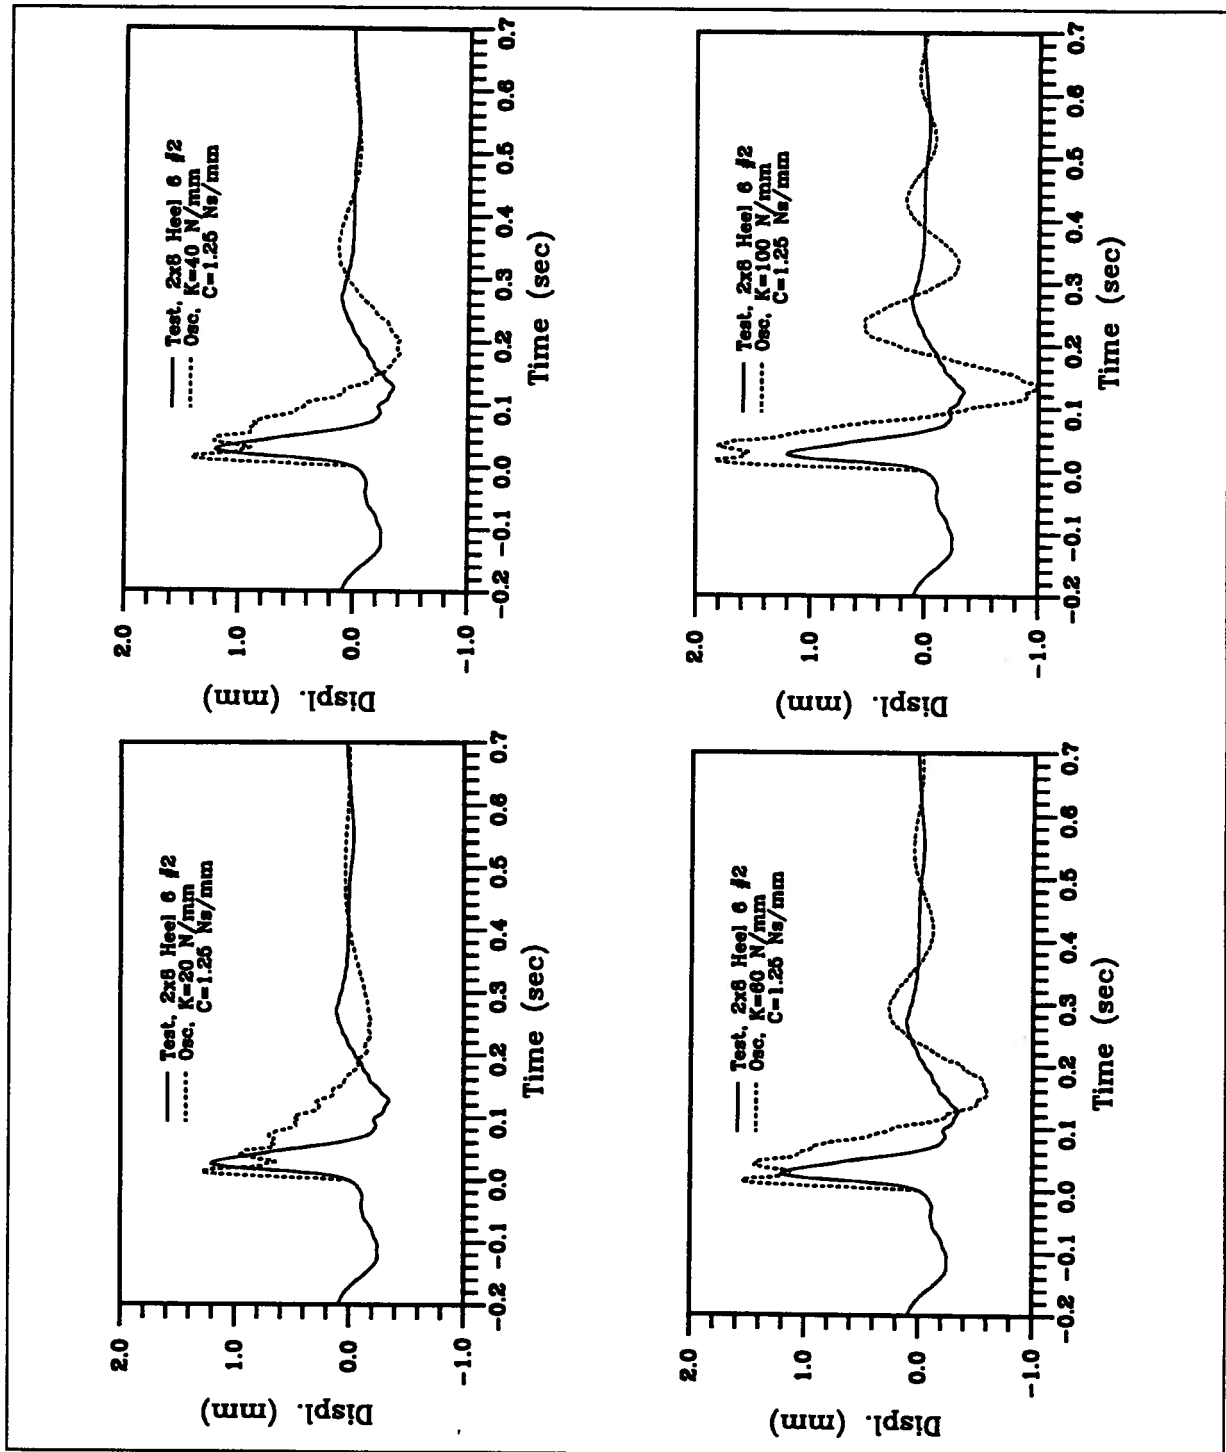 Test, 2x8 Heel 6 #2
Osc, K=20 N/mm
C=1.25 Ns/mm
Displ. (mm)
2.0
1.0
0.0
-1.0
-0.2 -0.1 0.0 0.1 0.2 0.3 0.4 0.5 0.6 0.7
Time (sec)
Test, 2x8 Heel 6 #2
Osc, K=40 N/mm
C=1.25 Ns/mm
Displ. (mm)
2.0
1.0
0.0
-1.0
-0.2 -0.1 0.0 0.1 0.2 0.3 0.4 0.5 0.6 0.7
Time (sec)
Test, 2x8 Heel 6 #2
Osc, K=60 N/mm
C=1.25 Ns/mm
Displ. (mm)
2.0
1.0
0.0
-1.0
-0.2 -0.1 0.0 0.1 0.2 0.3 0.4 0.5 0.6 0.7
Time (sec)
Test, 2x8 Heel 6 #2
Osc, K=100 N/mm
C=1.25 Ns/mm
Displ. (mm)
2.0
1.0
0.0
-1.0
-0.2 -0.1 0.0 0.1 0.2 0.3 0.4 0.5 0.6 0.7
Time (sec)